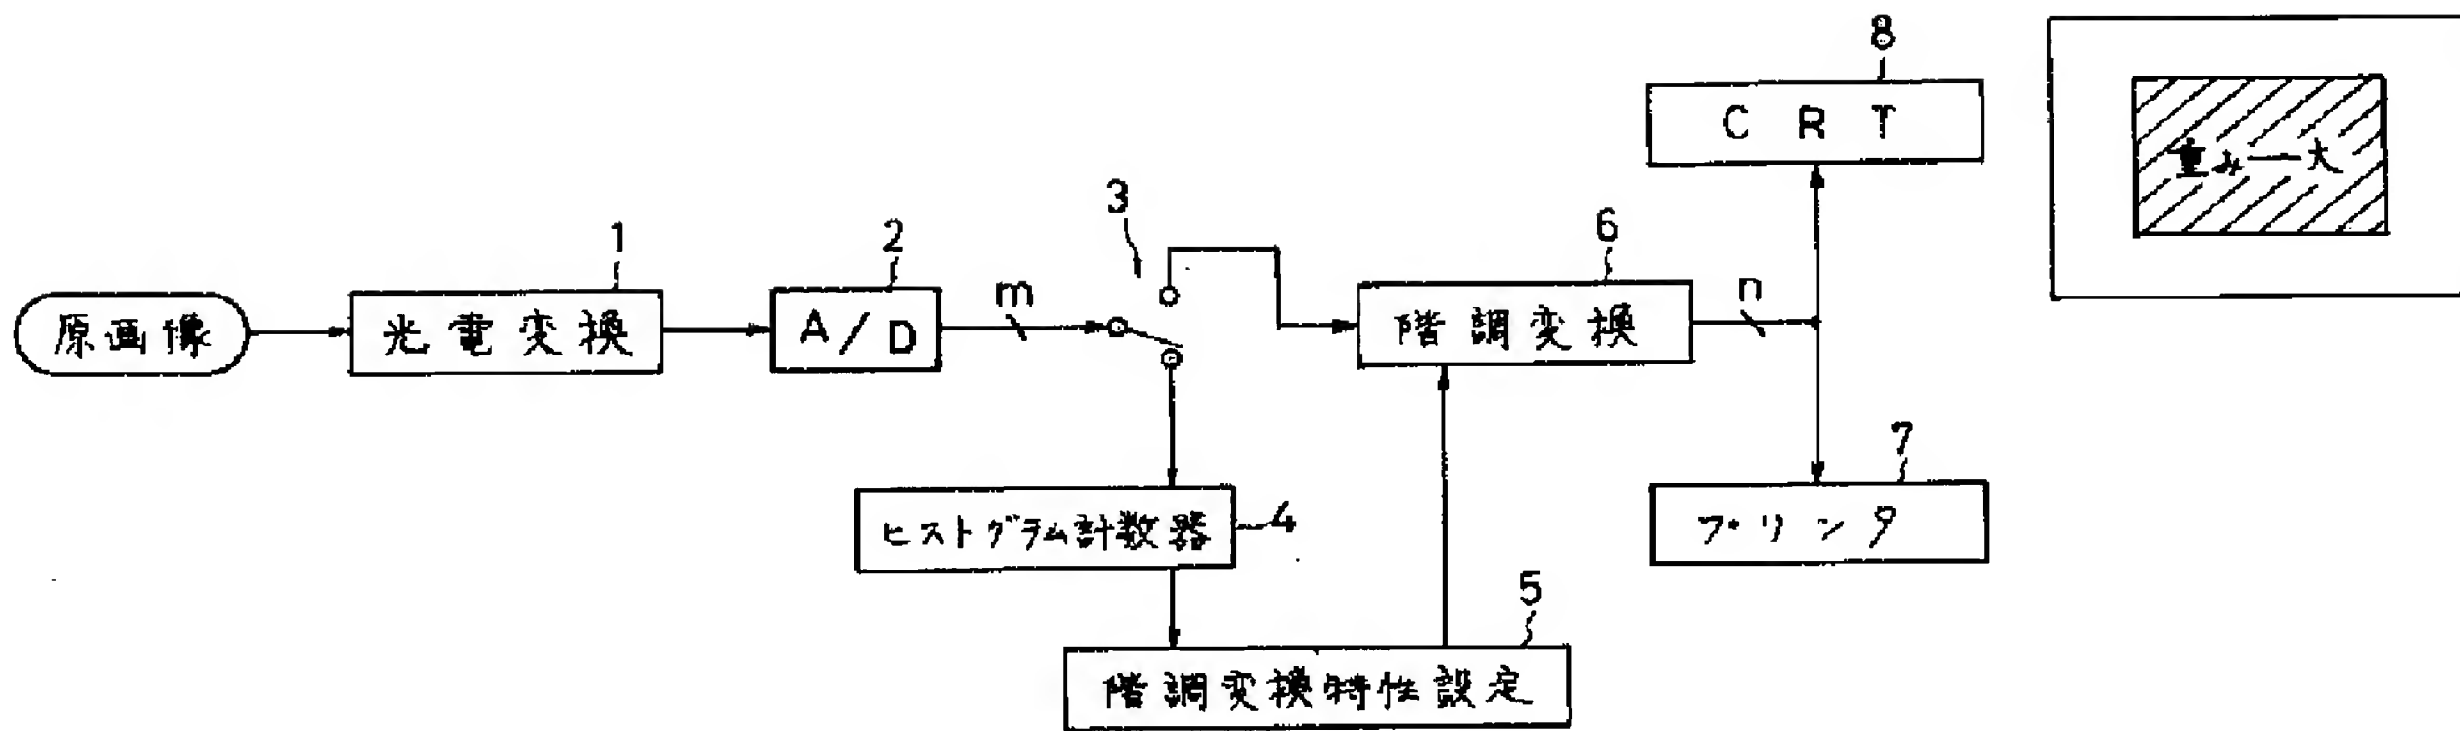 8
CRT
重み一大
3
1
2
6
m
n
原画像
光電変換
A/D
階調変換
7
ヒストグラム計数器
4
プリンタ
5
階調変換特性設定